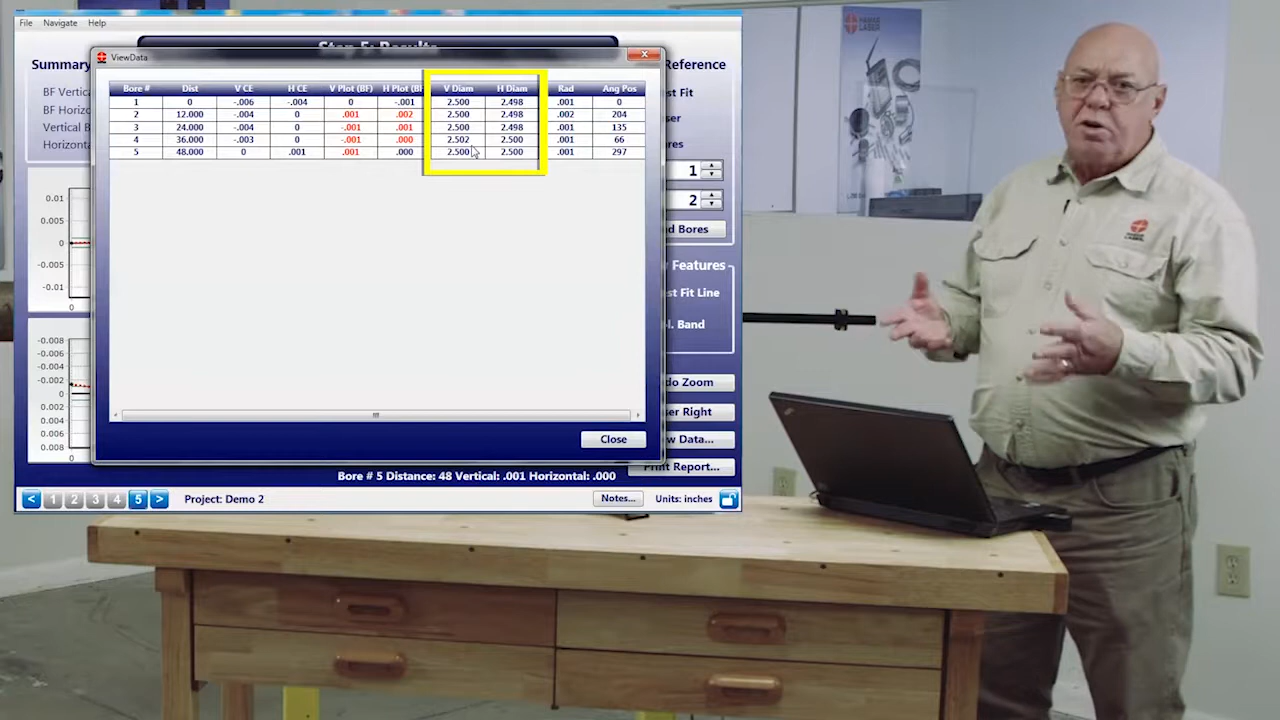 File Navigate Help
Step 5: Results
ViewData
Summary
BF Vertic
BF Horizo
Vertical B
Horizont
Bore # Dist V CE H CE V Plot (BF) H Plot (BF V Diam H Diam Rad Ang Pos
1 0 -.006 -.004 0 -.001 2.500 2.498 .001 0
2 12.000 -.004 0 .001 .002 2.500 2.498 .002 204
3 24.000 -.004 0 -.001 .001 2.500 2.498 .001 135
4 36.000 -.003 0 -.001 .000 2.502 2.500 .001 66
5 48.000 0 .001 .001 .000 2.500 2.500 .001 297
Reference
st Fit
ser
1
2
d Bores
Features
st Fit Line
l. Band
do Zoom
ser Right
w Data...
Print Report...
0.01
0.005
0
-0.005
-0.01
0
-0.008
-0.006
-0.004
-0.002
0
0.002
0.004
0.006
0.008
0
Close
Bore # 5 Distance: 48 Vertical: .001 Horizontal: .000
< 1 2 3 4 5 > Project: Demo 2 Notes... Units: inches
HAMAR
LASER
HAMAR
LASER